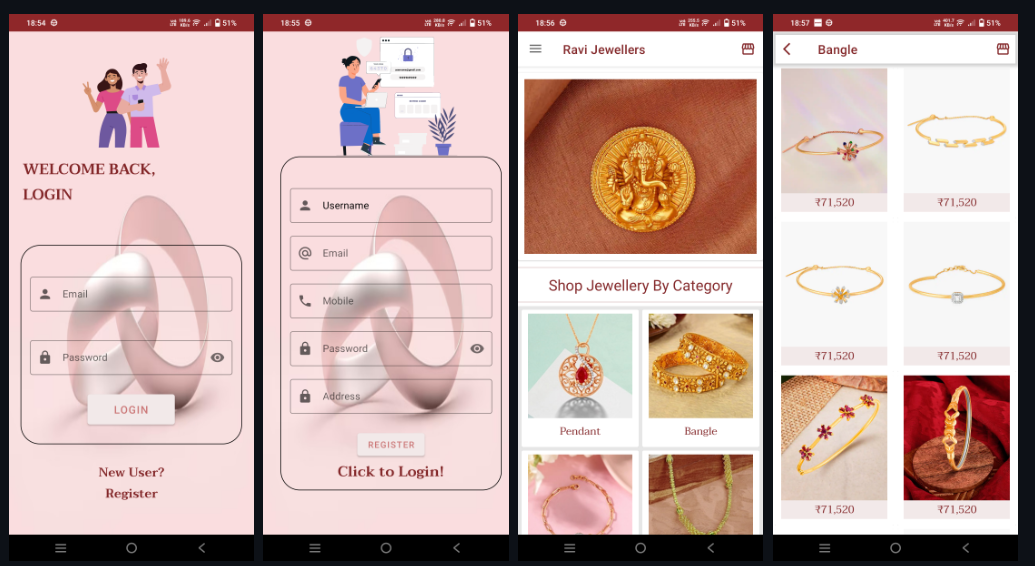 18:54
51%
WELCOME BACK,
LOGIN
Email
Password
LOGIN
New User?
Register
18:55
51%
Username
Email
Mobile
Password
Address
REGISTER
Click to Login!
18:56
51%
Ravi Jewellers
Shop Jewellery By Category
Pendant
Bangle
18:57
51%
Bangle
₹71,520
₹71,520
₹71,520
₹71,520
₹71,520
₹71,520